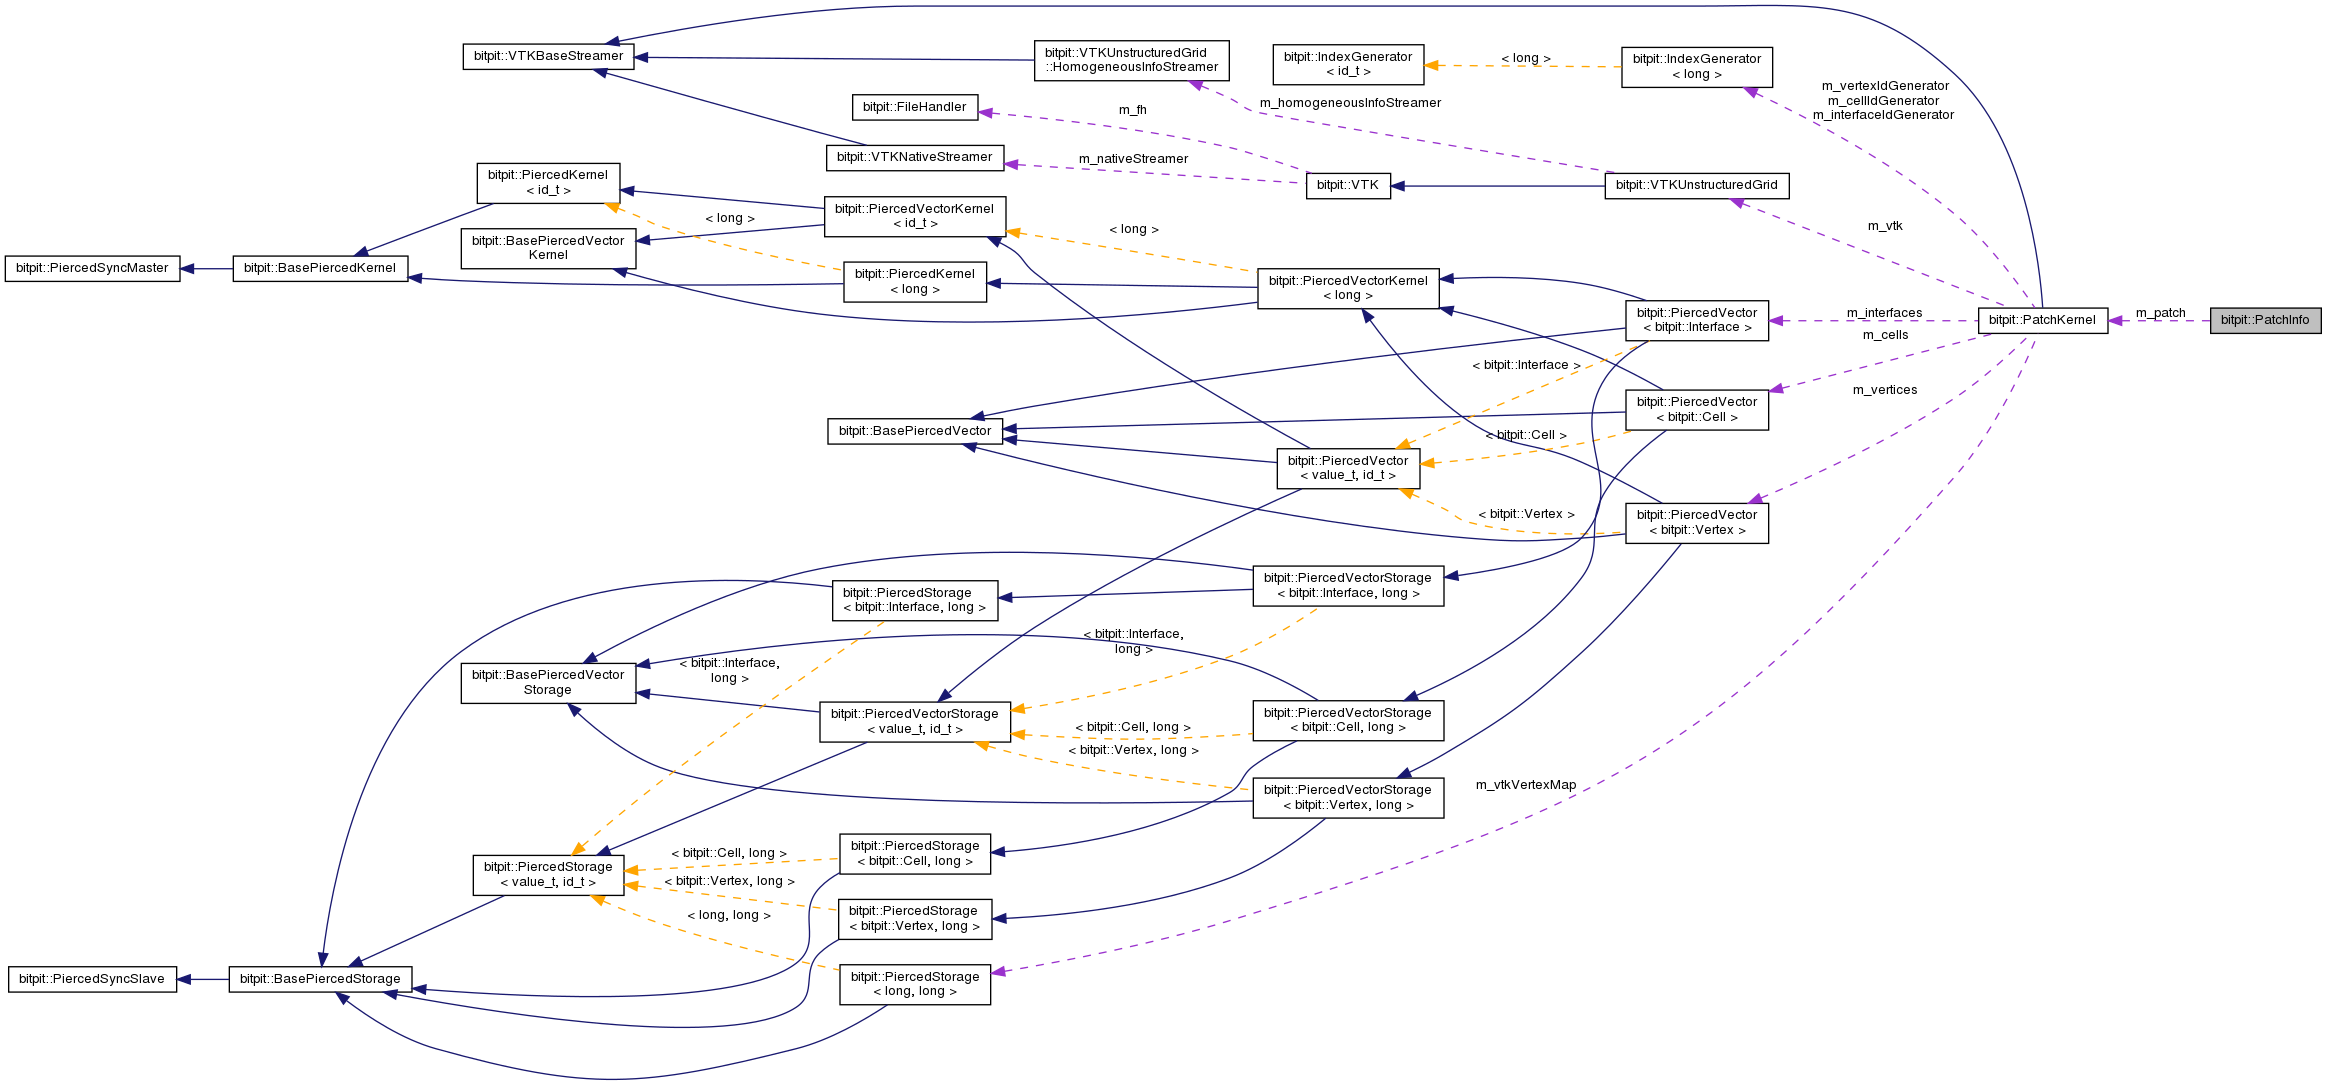 bitpit::VTKBaseStreamer
bitpit::VTKUnstructuredGrid
::HomogeneousInfoStreamer
bitpit::IndexGenerator
< id_t >
< long >
bitpit::IndexGenerator
< long >
m_vertexIdGenerator
m_cellIdGenerator
m_interfaceIdGenerator
bitpit::FileHandler
m_fh
m_homogeneousInfoStreamer
bitpit::VTKNativeStreamer
m_nativeStreamer
bitpit::VTK
bitpit::VTKUnstructuredGrid
m_vtk
bitpit::PiercedKernel
< id_t >
< long >
bitpit::PiercedVectorKernel
< id_t >
< long >
bitpit::BasePiercedVector
Kernel
bitpit::PiercedSyncMaster
bitpit::BasePiercedKernel
bitpit::PiercedKernel
< long >
bitpit::PiercedVectorKernel
< long >
bitpit::PiercedVector
< bitpit::Interface >
m_interfaces
bitpit::PatchKernel
m_patch
bitpit::PatchInfo
m_cells
< bitpit::Interface >
bitpit::PiercedVector
< bitpit::Cell >
m_vertices
bitpit::BasePiercedVector
< bitpit::Cell >
bitpit::PiercedVector
< value_t, id_t >
< bitpit::Vertex >
bitpit::PiercedVector
< bitpit::Vertex >
bitpit::PiercedStorage
< bitpit::Interface, long >
bitpit::PiercedVectorStorage
< bitpit::Interface, long >
< bitpit::Interface,
long >
< bitpit::Interface,
long >
bitpit::BasePiercedVector
Storage
bitpit::PiercedVectorStorage
< value_t, id_t >
< bitpit::Cell, long >
bitpit::PiercedVectorStorage
< bitpit::Cell, long >
< bitpit::Vertex, long >
bitpit::PiercedVectorStorage
< bitpit::Vertex, long >
m_vtkVertexMap
bitpit::PiercedStorage
< value_t, id_t >
< bitpit::Cell, long >
bitpit::PiercedStorage
< bitpit::Cell, long >
< bitpit::Vertex, long >
bitpit::PiercedStorage
< bitpit::Vertex, long >
< long, long >
bitpit::PiercedSyncSlave
bitpit::BasePiercedStorage
bitpit::PiercedStorage
< long, long >